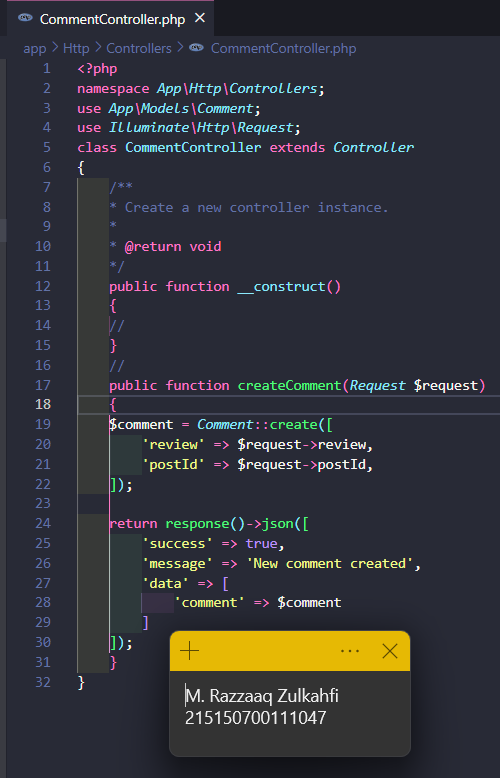 CommentController.php ×
app > Http > Controllers > CommentController.php
1 <?php
2 namespace App\Http\Controllers;
3 use App\Models\Comment;
4 use Illuminate\Http\Request;
5 class CommentController extends Controller
6 {
7     /**
8     * Create a new controller instance.
9     *
10     * @return void
11     */
12     public function __construct()
13     {
14     //
15     }
16     //
17     public function createComment(Request $request)
18     {
19     $comment = Comment::create([
20         'review' => $request->review,
21         'postId' => $request->postId,
22     ]);
23
24     return response()->json([
25         'success' => true,
26         'message' => 'New comment created',
27         'data' => [
28             'comment' => $comment
29         ]
30     ]);
31     }
32 }
M. Razzaaq Zulkahfi
215150700111047